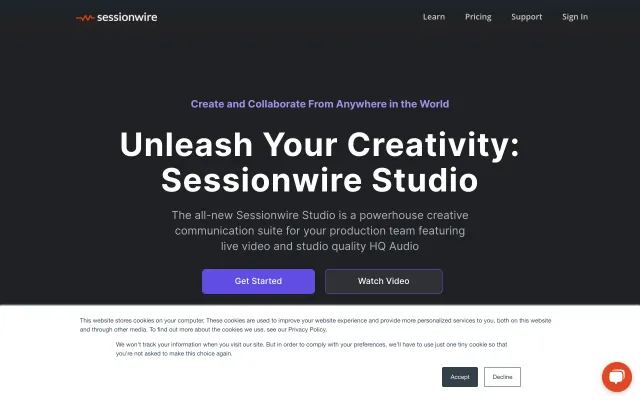 sessionwire
Learn Pricing Support Sign In
Create and Collaborate From Anywhere in the World
Unleash Your Creativity:
Sessionwire Studio
The all-new Sessionwire Studio is a powerhouse creative
communication suite for your production team featuring
live video and studio quality HQ Audio
Get Started Watch Video
This website stores cookies on your computer. These cookies are used to improve your website experience and provide more personalized services to you, both on this website
and through other media. To find out more about the cookies we use, see our Privacy Policy.
We won't track your information when you visit our site. But in order to comply with your preferences, we'll have to use just one tiny cookie so that
you're not asked to make this choice again.
Accept Decline